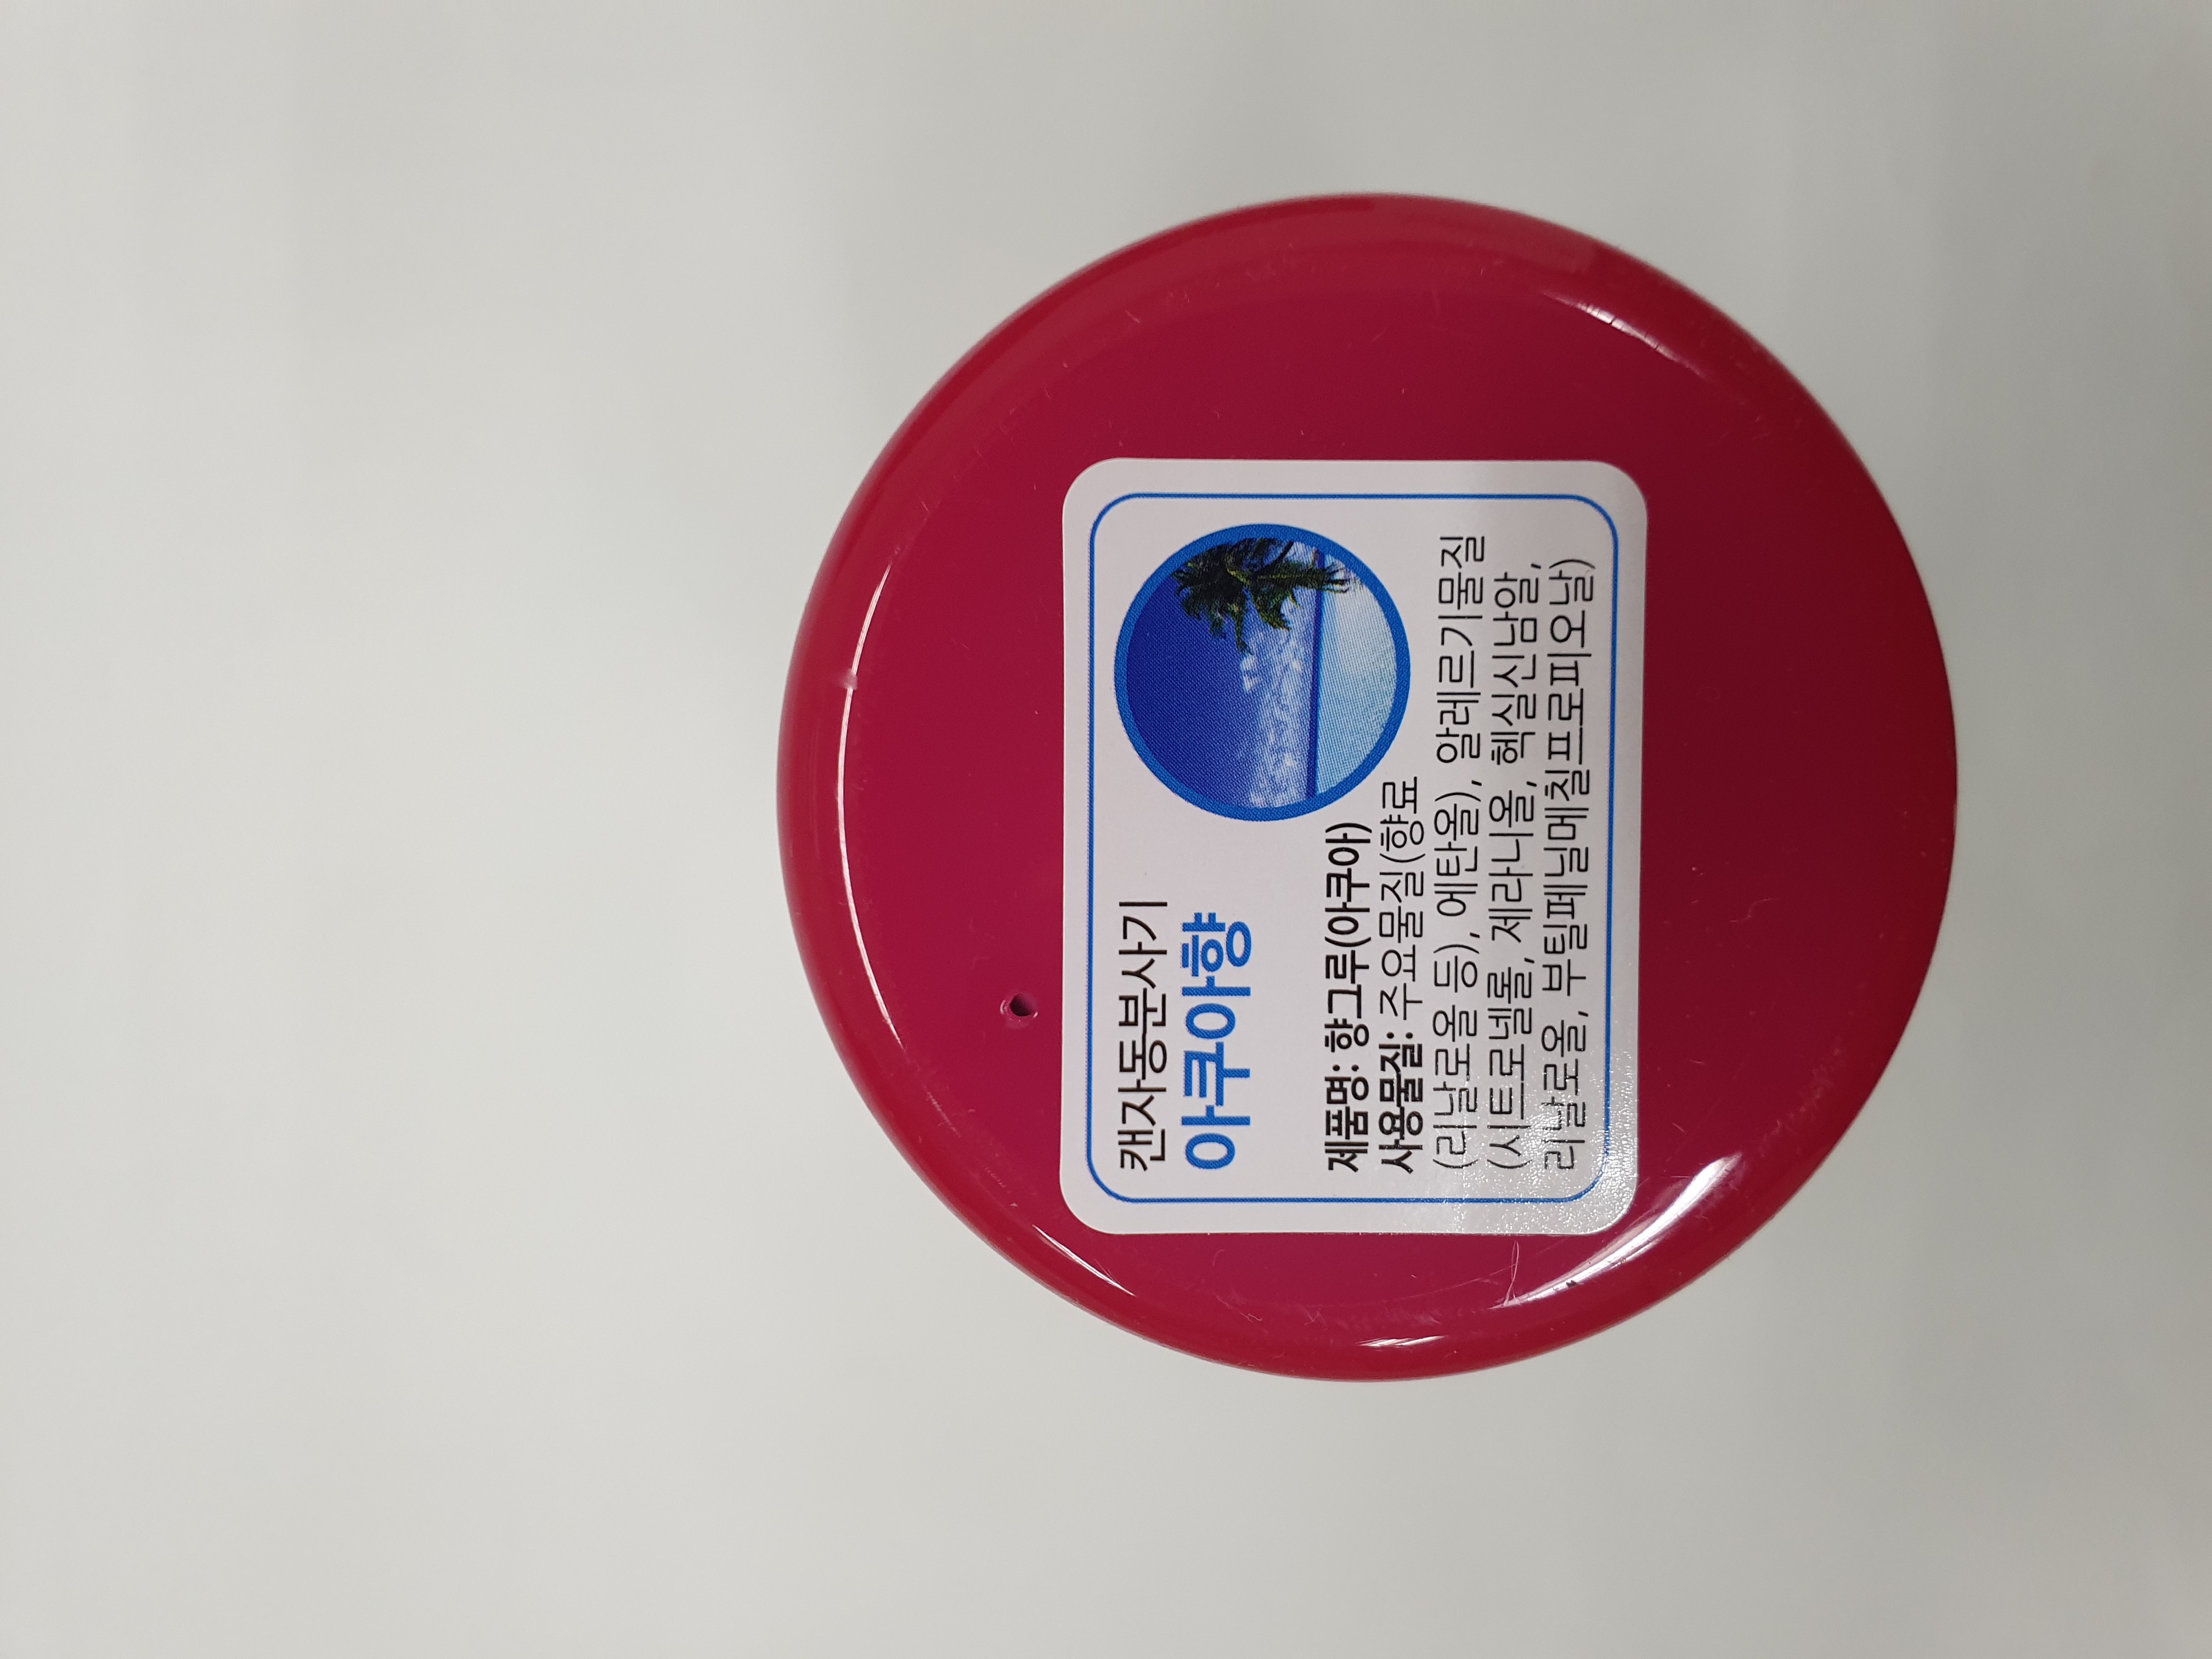 캔자동분사기
아쿠아향
제품명: 향그루(아쿠아)
사용물질: 주요물질(향료
(리날로올 등), 에탄올), 알레르기물질
(시트로넬롤, 제라니올, 헥실신남알,
리날로올, 부틸페닐메칠프로피오날)